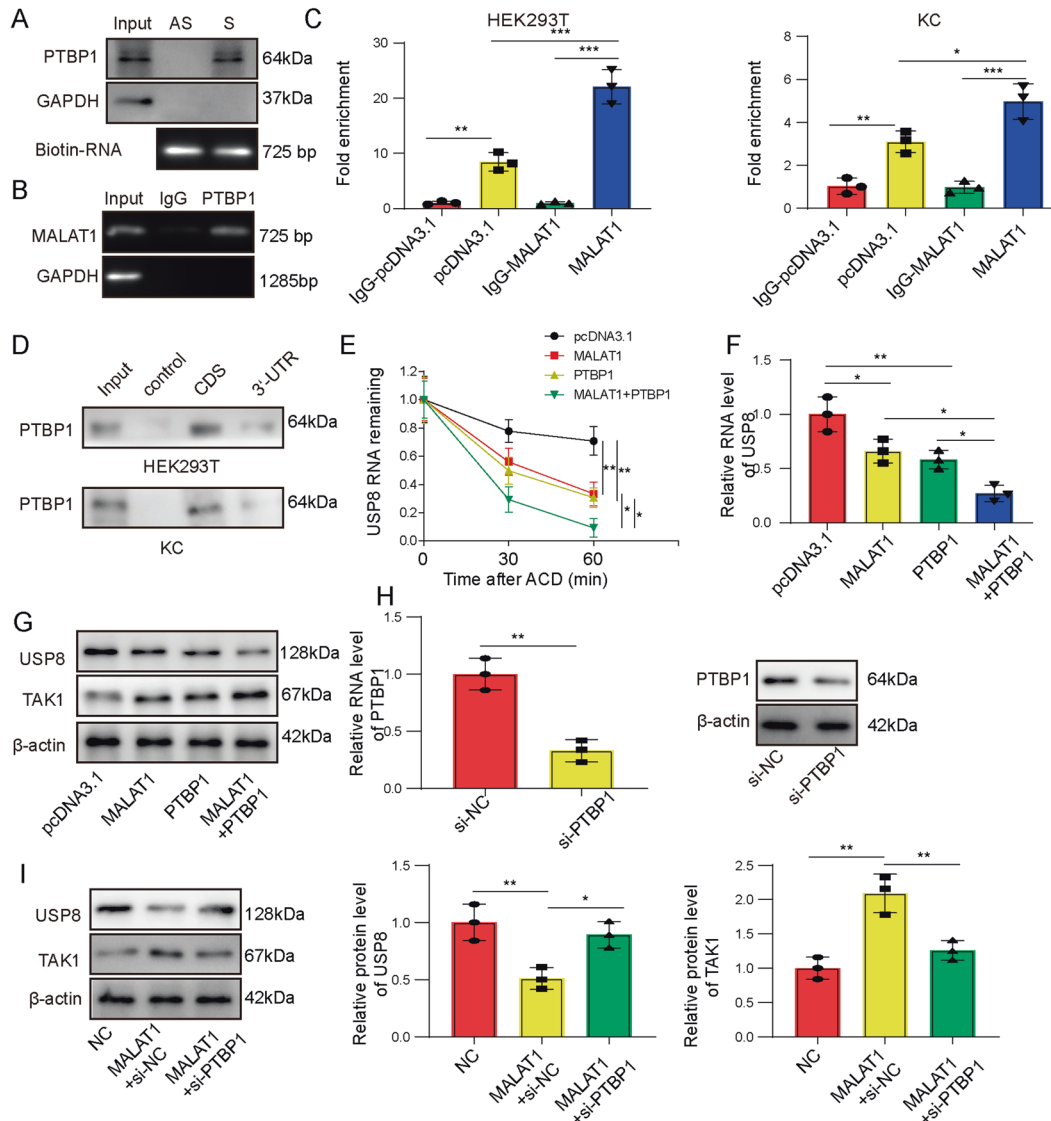 A
Input AS S
PTBP1 64kDa
GAPDH 37kDa
Biotin-RNA 725 bp
B
Input IgG PTBP1
MALAT1 725 bp
GAPDH 1285bp
C
HEK293T
Fold enrichment
30
20
10
0
IgG-pcDNA3.1
pcDNA3.1
IgG-MALAT1
MALAT1
**
***
***
KC
Fold enrichment
8
6
4
2
0
IgG-pcDNA3.1
pcDNA3.1
IgG-MALAT1
MALAT1
**
***
*
D
Input control CDS 3'-UTR
PTBP1 64kDa
HEK293T
PTBP1 64kDa
KC
E
pcDNA3.1
MALAT1
PTBP1
MALAT1+PTBP1
USP8 RNA remaining
1.2
1.0
0.8
0.6
0.4
0.2
0.0
0 30 60
Time after ACD (min)
**
**
*
*
F
Relative RNA level
of USP8
1.5
1.0
0.5
0.0
pcDNA3.1
MALAT1
PTBP1
MALAT1
+PTBP1
**
*
*
*
G
USP8 128kDa
TAK1 67kDa
β-actin 42kDa
pcDNA3.1
MALAT1
PTBP1
MALAT1
+PTBP1
H
Relative RNA level
of PTBP1
1.5
1.0
0.5
0.0
si-NC
si-PTBP1
**
PTBP1 64kDa
β-actin 42kDa
si-NC
si-PTBP1
I
USP8 128kDa
TAK1 67kDa
β-actin 42kDa
NC
MALAT1
+si-NC
MALAT1
+si-PTBP1
Relative protein level
of USP8
1.5
1.0
0.5
0.0
NC
MALAT1
+si-NC
MALAT1
+si-PTBP1
**
*
Relative protein level
of TAK1
2.5
2.0
1.5
1.0
0.5
0.0
NC
MALAT1
+si-NC
MALAT1
+si-PTBP1
**
**